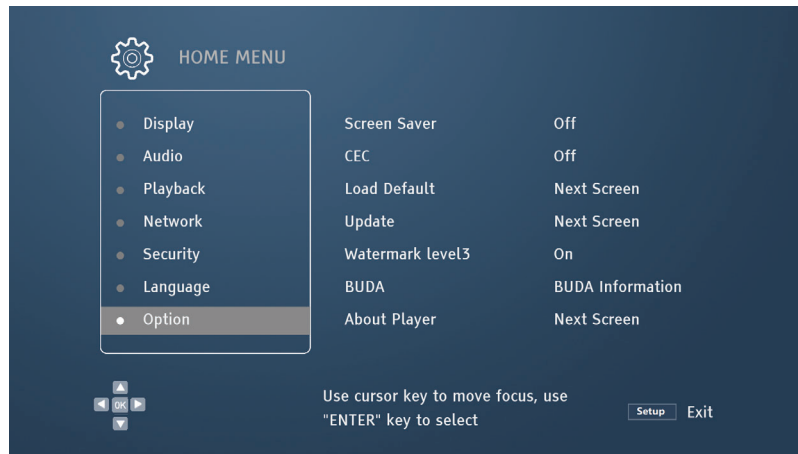 HOME MENU
Display
Audio
Playback
Network
Security
Language
Option
Screen Saver Off
CEC Off
Load Default Next Screen
Update Next Screen
Watermark level3 On
BUDA BUDA Information
About Player Next Screen
OK
Use cursor key to move focus, use
"ENTER" key to select
Setup Exit